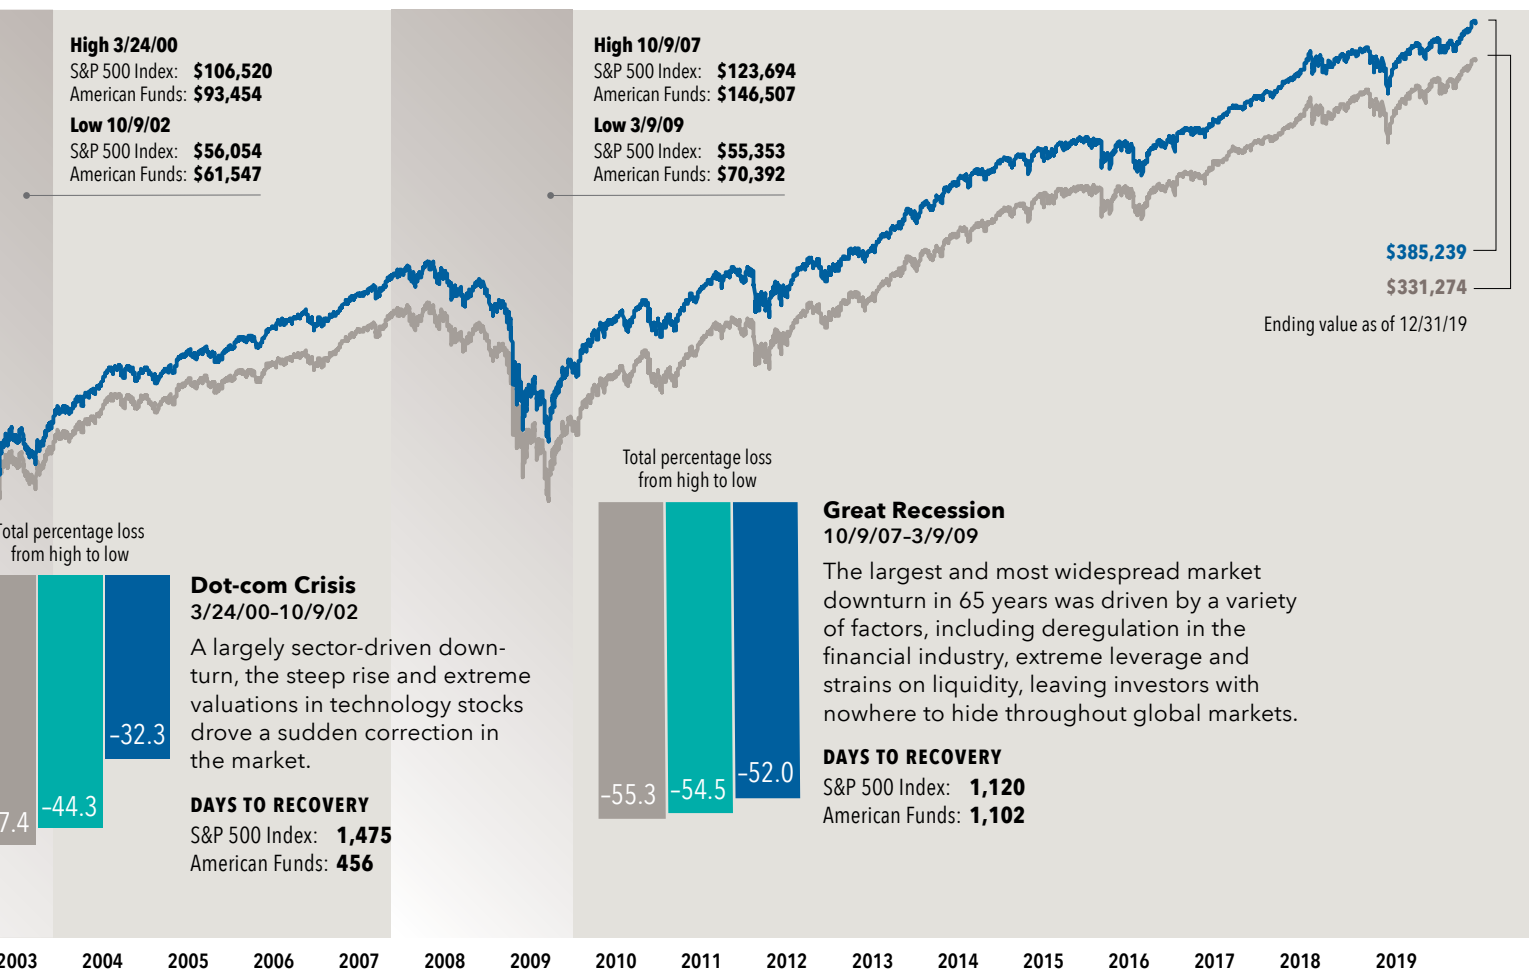 High 3/24/00
S&P 500 Index: $106,520
American Funds: $93,454
Low 10/9/02
S&P 500 Index: $56,054
American Funds: $61,547
High 10/9/07
S&P 500 Index: $123,694
American Funds: $146,507
Low 3/9/09
S&P 500 Index: $55,353
American Funds: $70,392
$385,239
$331,274
Ending value as of 12/31/19
Total percentage loss
from high to low
7.4
–44.3
–32.3
Dot-com Crisis
3/24/00–10/9/02
A largely sector-driven down-
turn, the steep rise and extreme
valuations in technology stocks
drove a sudden correction in
the market.
DAYS TO RECOVERY
S&P 500 Index: 1,475
American Funds: 456
Total percentage loss
from high to low
–55.3
–54.5
–52.0
Great Recession
10/9/07–3/9/09
The largest and most widespread market
downturn in 65 years was driven by a variety
of factors, including deregulation in the
financial industry, extreme leverage and
strains on liquidity, leaving investors with
nowhere to hide throughout global markets.
DAYS TO RECOVERY
S&P 500 Index: 1,120
American Funds: 1,102
2003 2004 2005 2006 2007 2008 2009 2010 2011 2012 2013 2014 2015 2016 2017 2018 2019